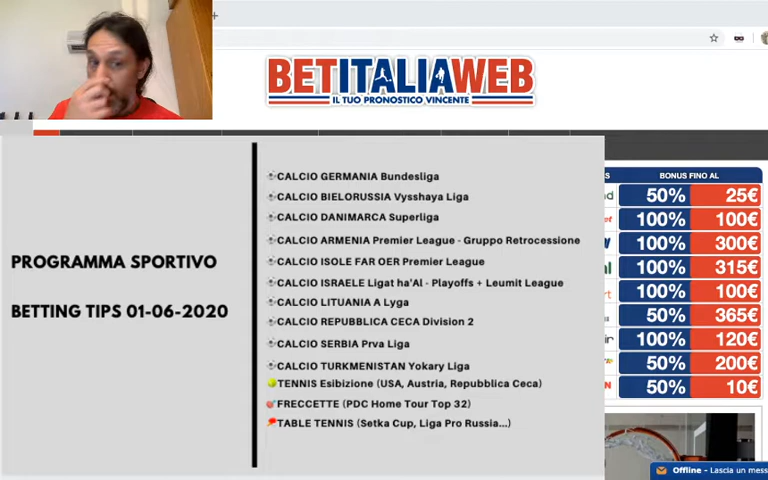 BETITALIAWEB
IL TUO PRONOSTICO VINCENTE
PROGRAMMA SPORTIVO
BETTING TIPS 01-06-2020
CALCIO GERMANIA Bundesliga
CALCIO BIELORUSSIA Vysshaya Liga
CALCIO DANIMARCA Superliga
CALCIO ARMENIA Premier League - Gruppo Retrocessione
CALCIO ISOLE FAR OER Premier League
CALCIO ISRAELE Ligat ha'Al - Playoffs + Leumit League
CALCIO LITUANIA A Lyga
CALCIO REPUBBLICA CECA Division 2
CALCIO SERBIA Prva Liga
CALCIO TURKMENISTAN Yokary Liga
TENNIS Esibizione (USA, Austria, Repubblica Ceca)
FRECCETTE (PDC Home Tour Top 32)
TABLE TENNIS (Setka Cup, Liga Pro Russia...)
BONUS FINO AL
50% 25€
100% 100€
100% 300€
100% 315€
100% 100€
50% 365€
100% 120€
50% 200€
50% 10€
Offline - Lascia un mess